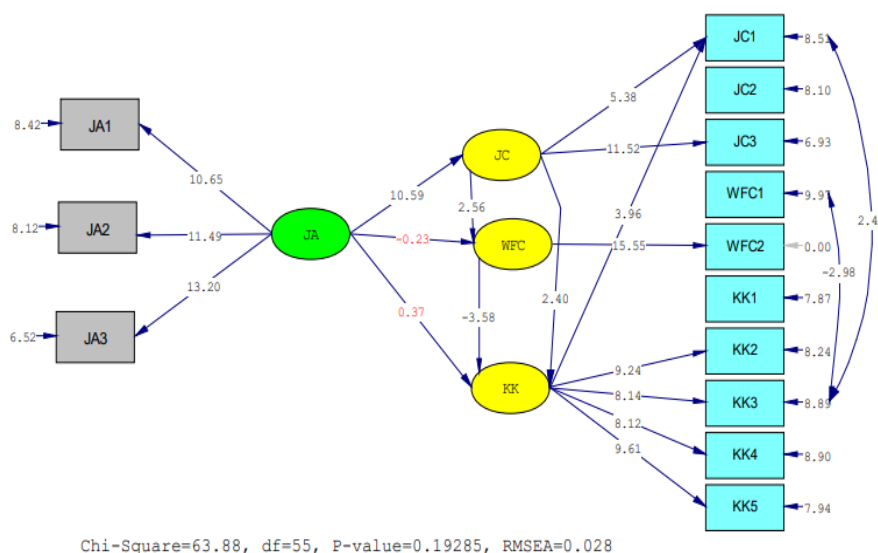 JC1
8.51
JC2
8.10
5.38
JA1
8.42
JC
11.52
JC3
6.93
10.65
10.59
WFC1
9.97
2.56
3.96
JA2
8.12
11.49
JA
-0.23
WFC
15.55
WFC2
0.00
2.4
-2.98
13.20
KK1
7.87
2.40
0.37
-3.58
JA3
6.52
KK2
8.24
9.24
KK
8.14
KK3
8.89
8.12
9.61
KK4
8.90
KK5
7.94
Chi-Square=63.88, df=55, P-value=0.19285, RMSEA=0.028